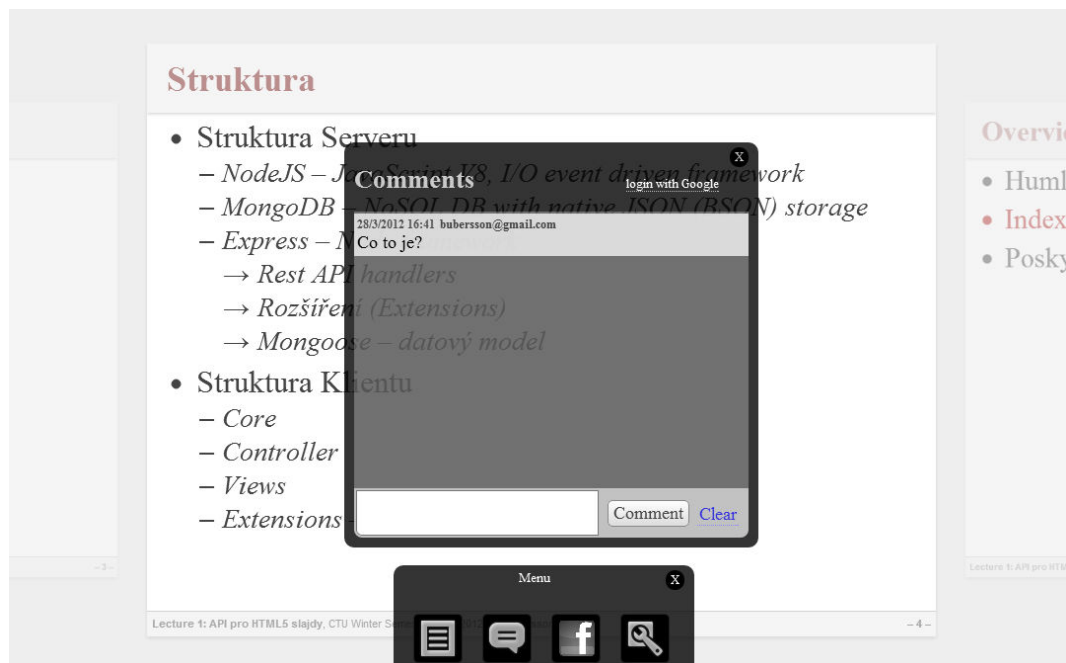 Struktura
• Struktura Serveru
– NodeJS – JavaScript V8, I/O event driven framework
– MongoDB – NoSQL DB with native JSON (BSON) storage
– Express –
→ Rest API handlers
→ Rozšíření (Extensions)
→ Mongoose – datový model
• Struktura Klientu
– Core
– Controller
– Views
– Extensions
Comments
X
login with Google
28/3/2012 16:41 bubersson@gmail.com
Co to je?
Comment
Clear
Menu
X
f
Lecture 1: API pro HTML5 slajdy, CTU Winter
– 4 –
– 3 –
Overvi
• Huml
• Index
• Posky
Lecture 1: API pro HTM